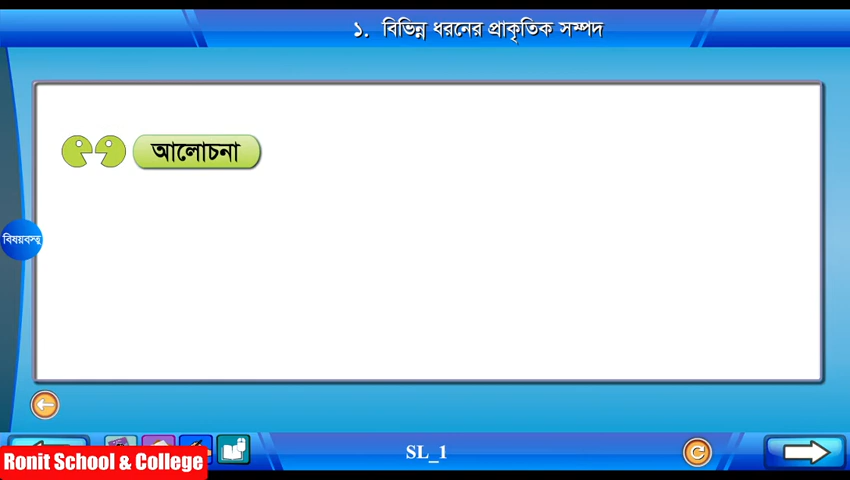 ১. বিভিন্ন ধরনের প্রাকৃতিক সম্পদ
আলোচনা
বিষয়বস্তু
SL_1
Ronit School & College